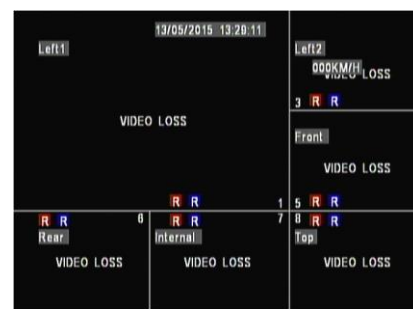 13/05/2015 13:29:11
Left1
VIDEO LOSS
R R 1
Left2
000KM/H
VIDEO LOSS
3 R R
Front
VIDEO LOSS
5 R R
R R 6
Rear
VIDEO LOSS
R R 7
Internal
VIDEO LOSS
8 R R
Top
VIDEO LOSS